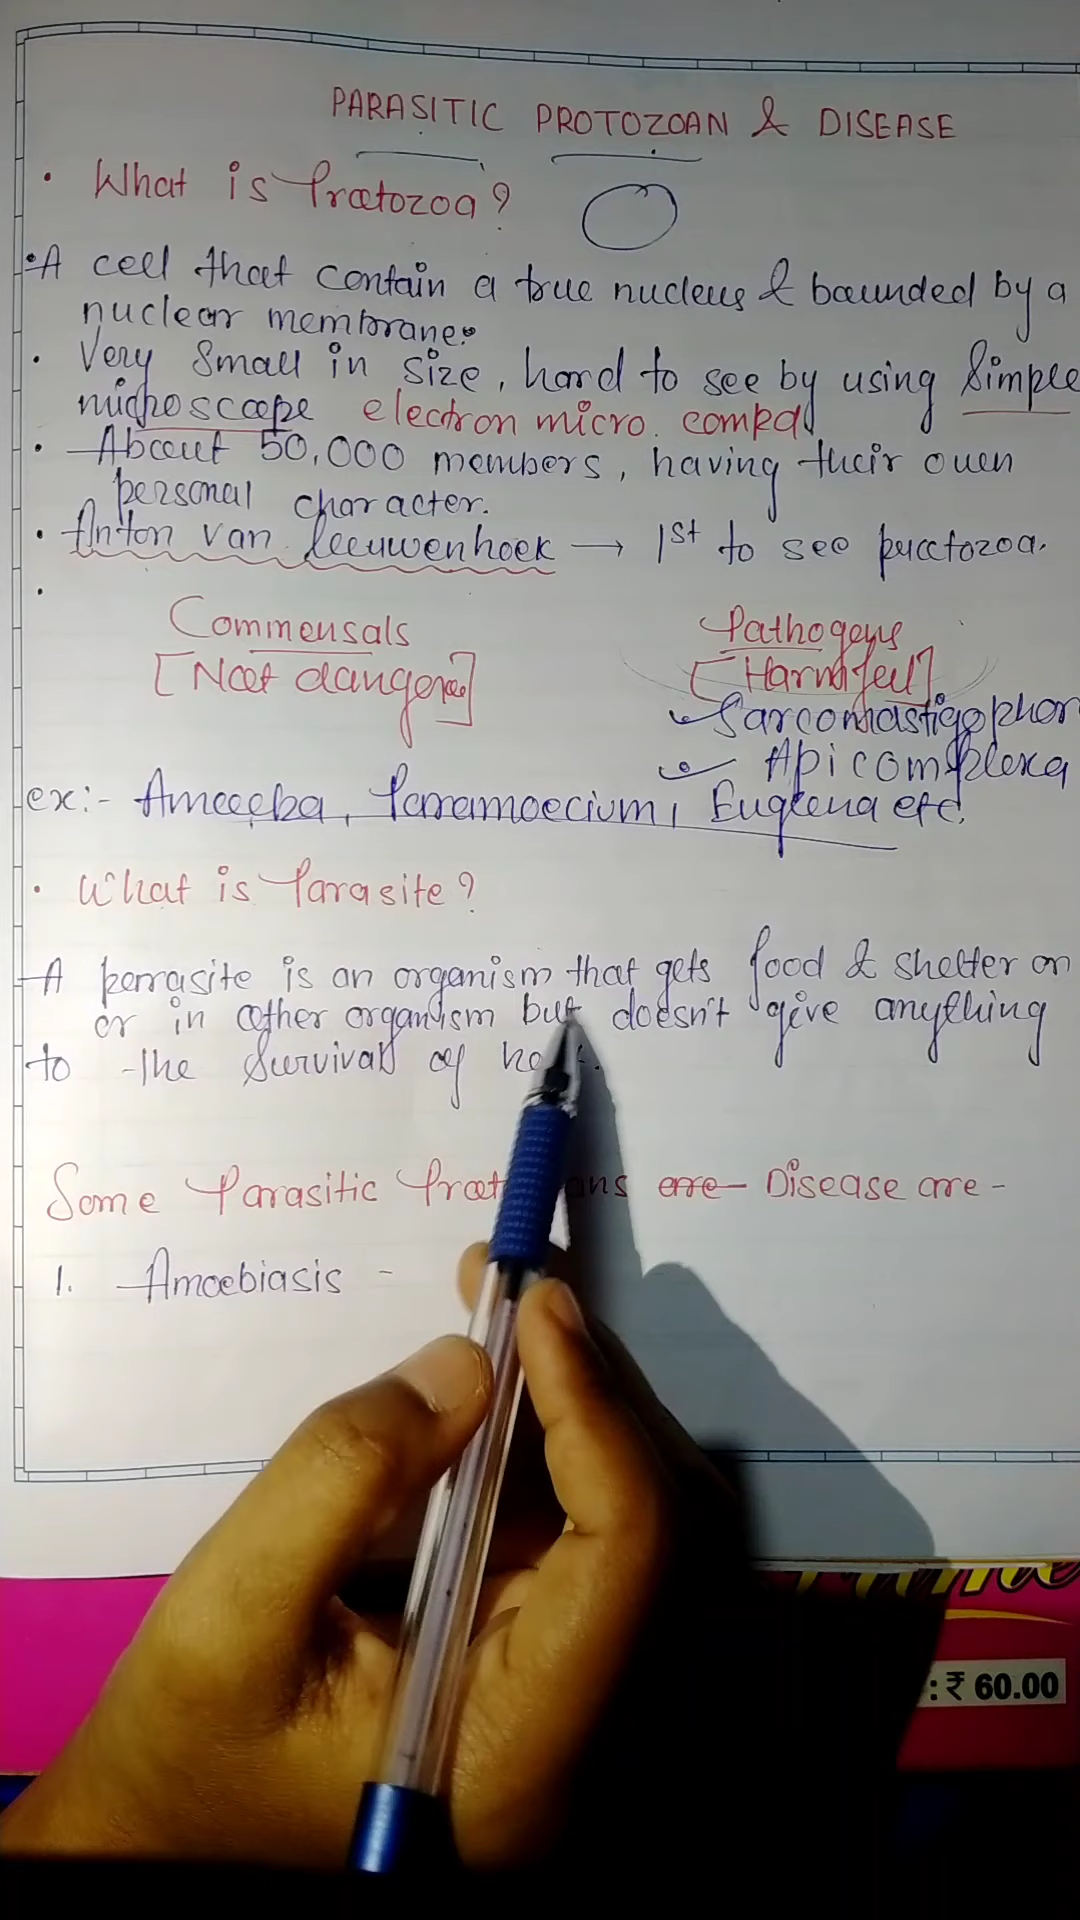 PARASITIC PROTOZOAN & DISEASE
• What is Protozoa?
• A cell that contain a true nucleus & bounded by a
nuclear membrane.
• Very small in size, hard to see by using Simple
microscope electron micro. compd
• About 50,000 members, having their own
personal character.
• Anton van leeuwenhoek → 1st to see protozoa.
•
Commensals Pathogens
[Not dangerous] [Harmful]
Sarcomastigophor
Apicomplexa
ex:- Amoeba, Paramoecium, Euglena etc.
• What is Parasite?
A parasite is an organism that gets food & shelter on
or in other organism but doesn't give anything
to the survival of
Some Parasitic are Disease are -
1. Amoebiasis -
: ₹ 60.00